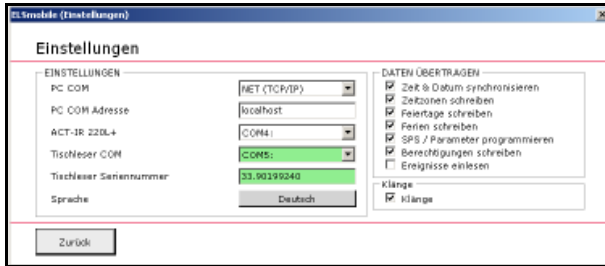 ELSmobile (Einstellungen)
Einstellungen
EINSTELLUNGEN
PC COM NET (TCP/IP)
PC COM Adresse localhost
ACT-IR 220L+ COM4:
Tischleser COM COM5:
Tischleser Seriennummer 33.90199240
Sprache Deutsch
DATEN ÜBERTRAGEN
Zeit & Datum synchronisieren
Zeitzonen schreiben
Feiertage schreiben
Ferien schreiben
SPS / Parameter programmieren
Berechtigungen schreiben
Ereignisse einlesen
Klänge
Klänge
Zurück